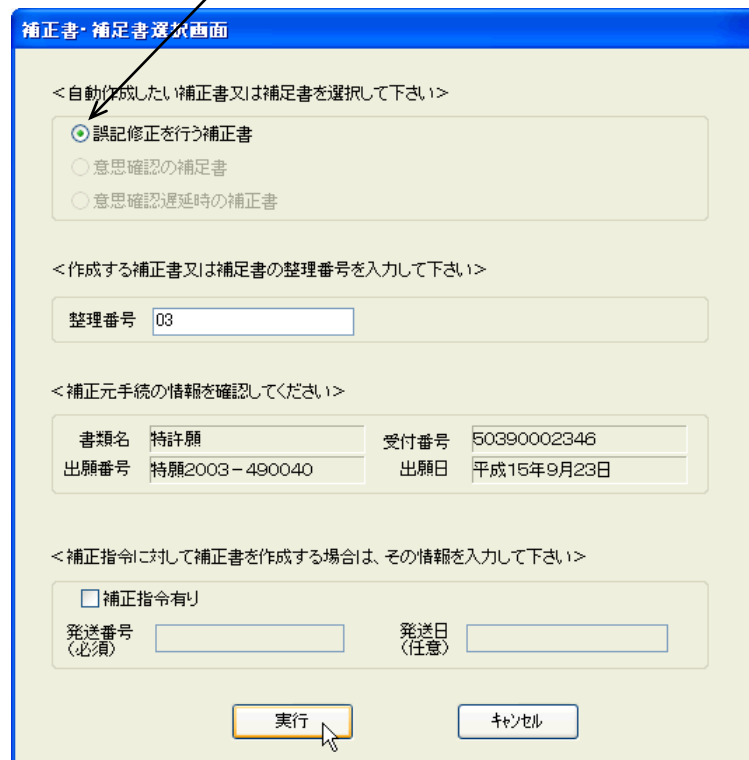 補正書・補足書選択画面
＜自動作成したい補正書又は補足書を選択して下さい＞
誤記修正を行う補正書
意思確認の補足書
意思確認遅延時の補正書
＜作成する補正書又は補足書の整理番号を入力して下さい＞
整理番号 03
＜補正元手続の情報を確認してください＞
書類名 特許願 受付番号 50390002346
出願番号 特願2003－490040 出願日 平成15年9月23日
＜補正指令に対して補正書を作成する場合は、その情報を入力して下さい＞
補正指令有り
発送番号 発送日
（必須） （任意）
実行 ｷｬﾝｾﾙ